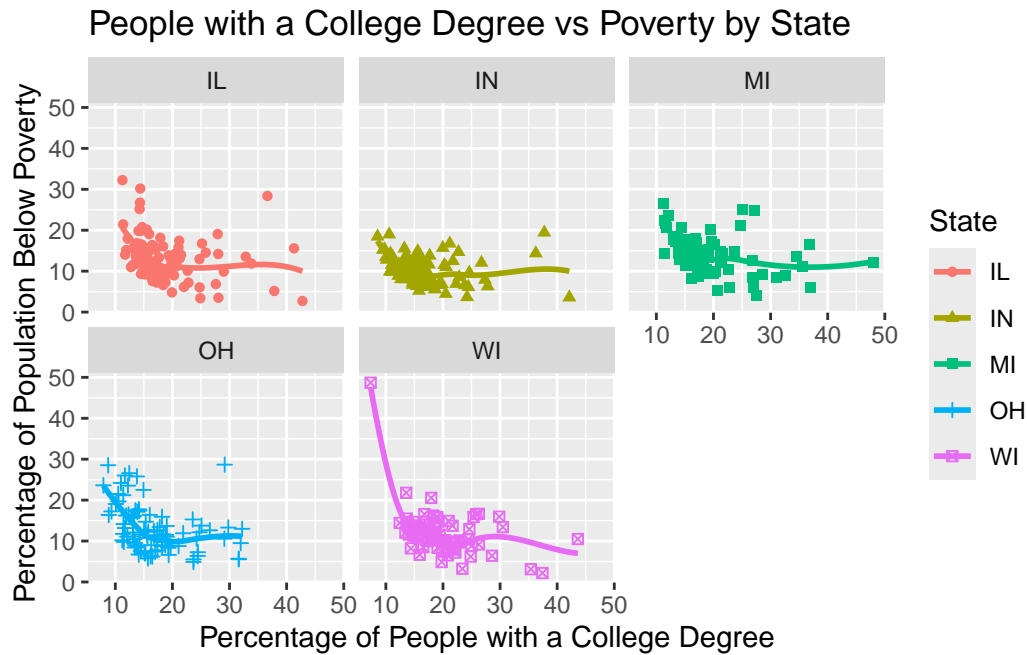 People with a College Degree vs Poverty by State
Percentage of Population Below Poverty
IL
IN
MI
50
40
30
20
10
0
10
20
30
40
50
OH
WI
50
40
30
20
10
0
10
20
30
40
50
10
20
30
40
50
Percentage of People with a College Degree
State
IL
IN
MI
OH
WI